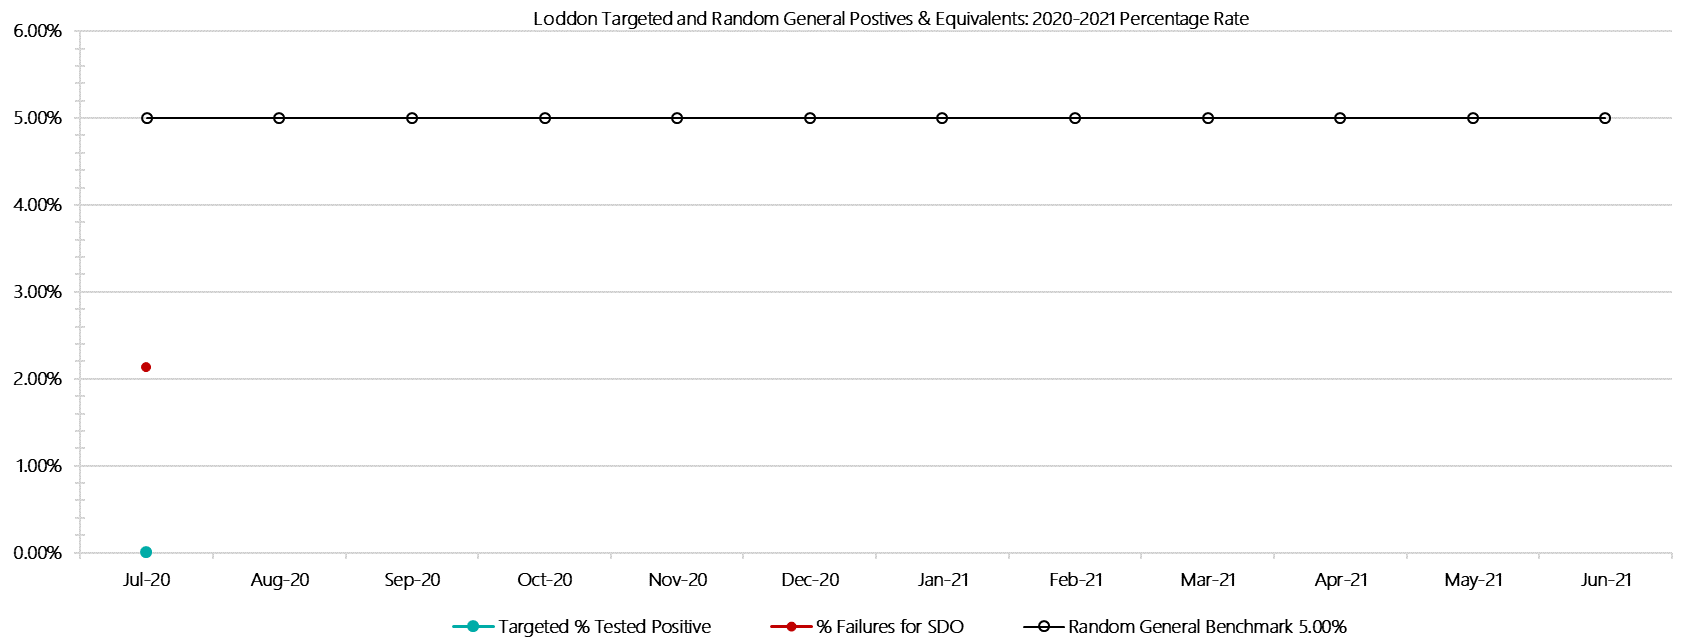 Loddon Targeted and Random General Postives & Equivalents: 2020-2021 Percentage Rate
6.00%
5.00%
4.00%
3.00%
2.00%
1.00%
0.00%
Jul-20 Aug-20 Sep-20 Oct-20 Nov-20 Dec-20 Jan-21 Feb-21 Mar-21 Apr-21 May-21 Jun-21
Targeted % Tested Positive % Failures for SDO Random General Benchmark 5.00%